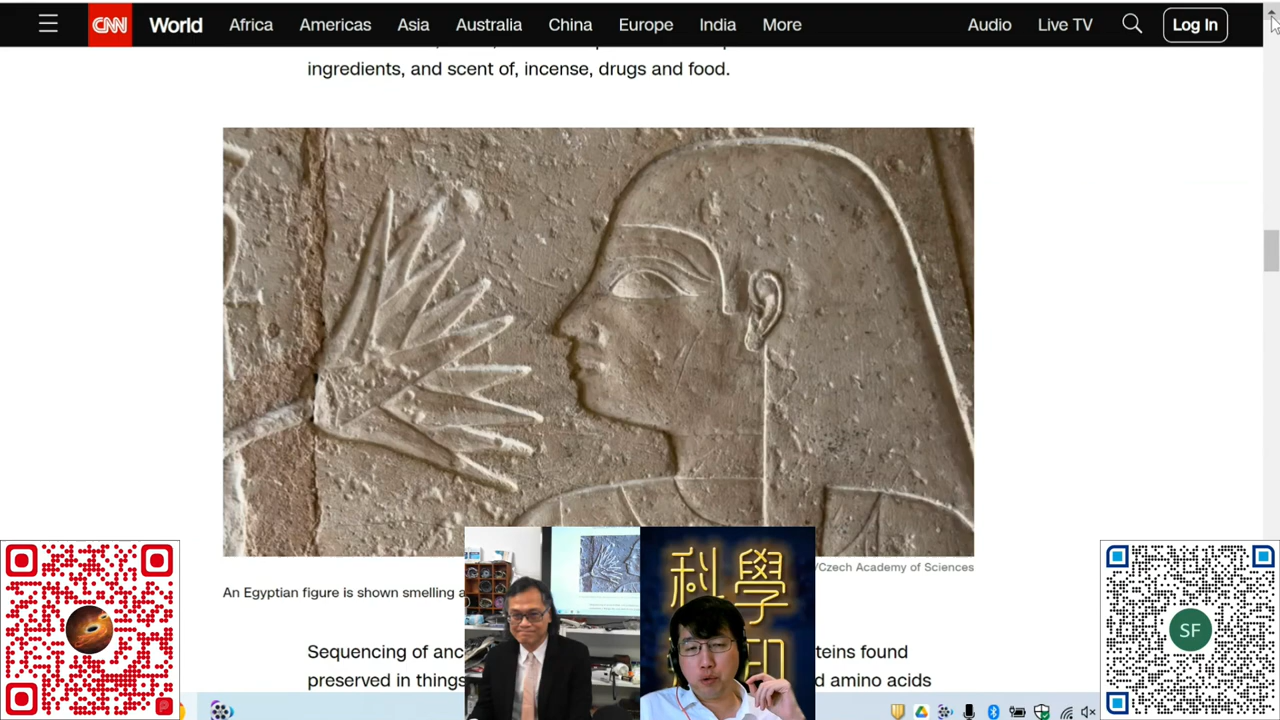 CNN World Africa Americas Asia Australia China Europe India More Audio Live TV Log In
ingredients, and scent of, incense, drugs and food.
/Czech Academy of Sciences
An Egyptian figure is shown smelling a
Sequencing of anc
teins found
preserved in things
d amino acids
科學
印
SF